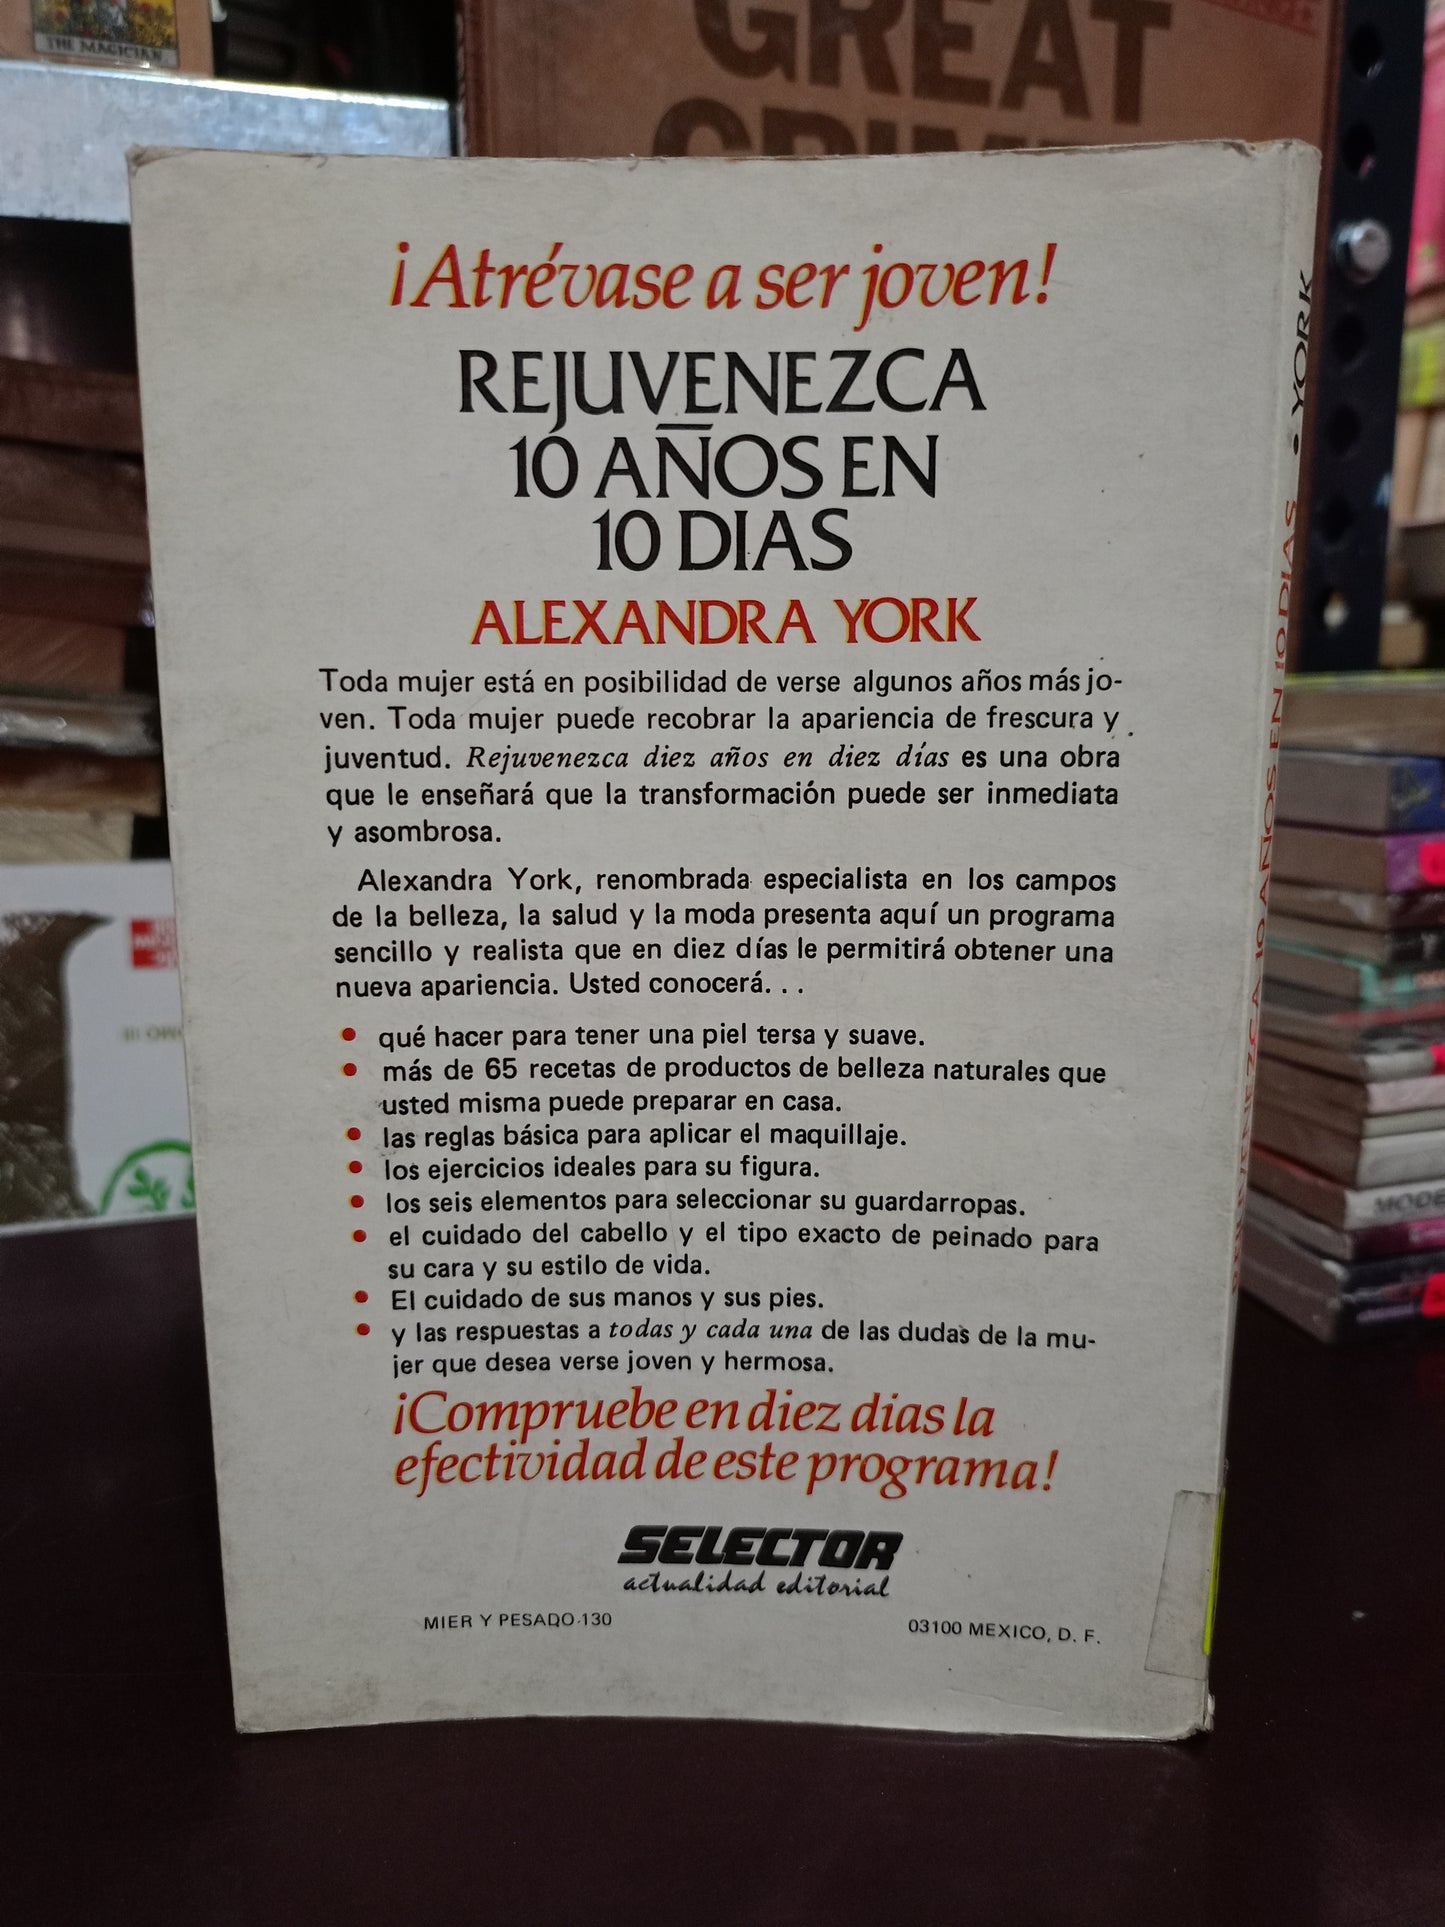 THE MAGICIAN.
GREAT
¡Atrévase a ser joven!
REJUVENEZCA
10 AÑOS EN
10 DIAS
ALEXANDRA YORK
Toda mujer está en posibilidad de verse algunos años más jo-
ven. Toda mujer puede recobrar la apariencia de frescura y
juventud. Rejuvenezca diez años en diez días es una obra
que le enseñará que la transformación puede ser inmediata
y asombrosa.
Alexandra York, renombrada especialista en los campos
de la belleza, la salud y la moda presenta aquí un programa
sencillo y realista que en diez días le permitirá obtener una
nueva apariencia. Usted conocerá. . .
• qué hacer para tener una piel tersa y suave.
• más de 65 recetas de productos de belleza naturales que
usted misma puede preparar en casa.
• las reglas básica para aplicar el maquillaje.
• los ejercicios ideales para su figura.
• los seis elementos para seleccionar su guardarropas.
• el cuidado del cabello y el tipo exacto de peinado para
su cara y su estilo de vida.
• El cuidado de sus manos y sus pies.
• y las respuestas a todas y cada una de las dudas de la mu-
jer que desea verse joven y hermosa.
¡Compruebe en diez dias la
efectividad de este programa!
SELECTOR
actualidad editorial
MIER Y PESADO 130
03100 MEXICO, D. F.
REJUVENEZCA 10 AÑOS EN 10 DIAS • YORK